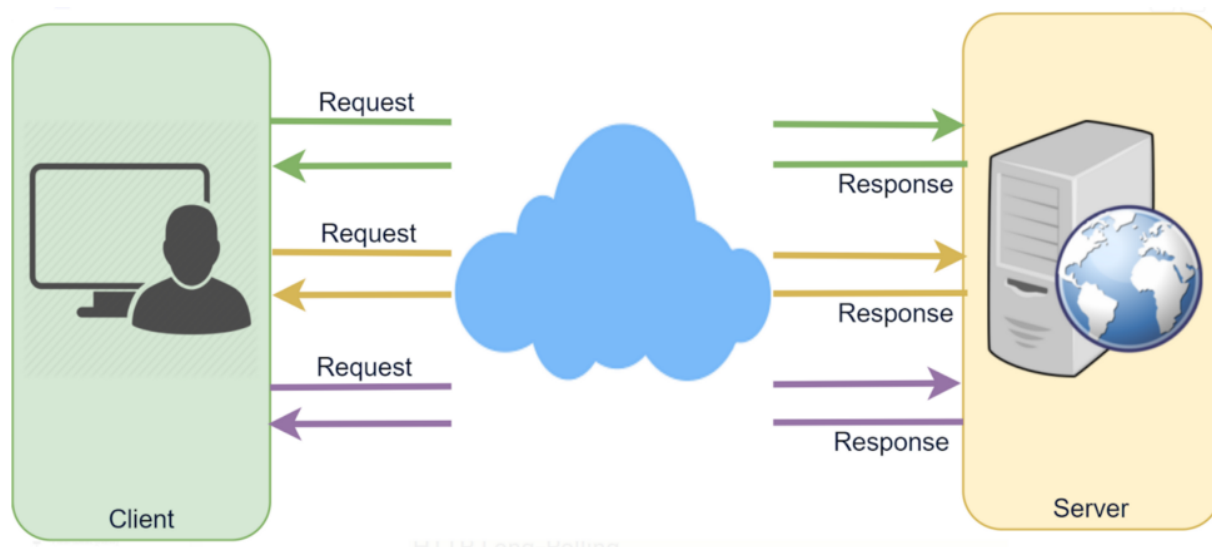 Request
Response
Request
Response
Request
Response
Client
Server